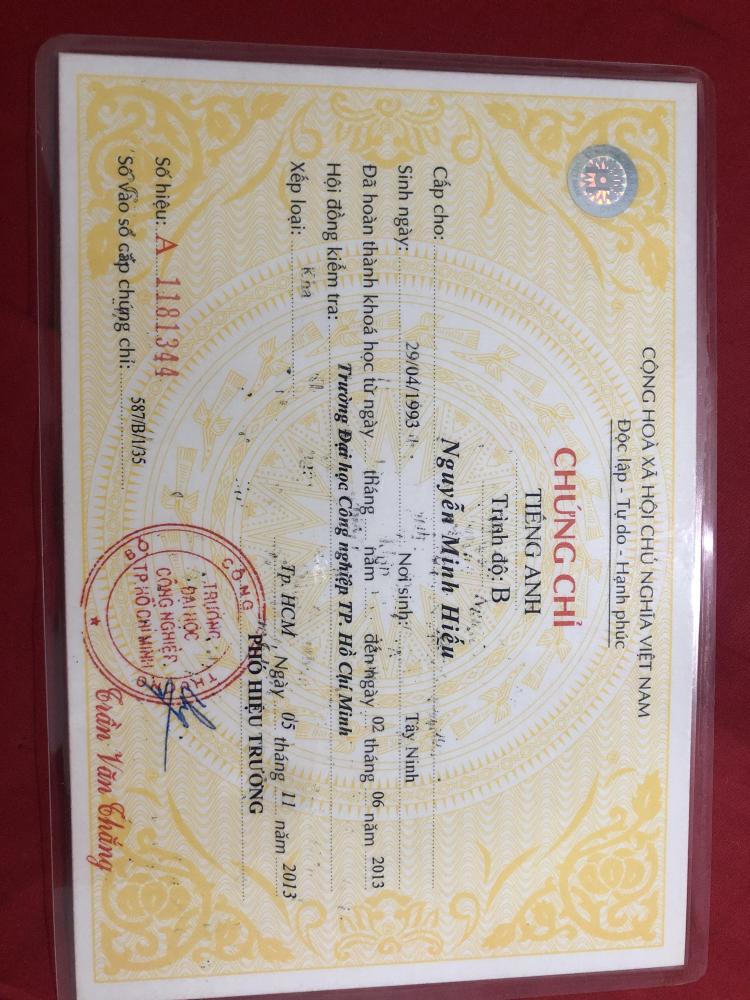 CỘNG HOÀ XÃ HỘI CHỦ NGHĨA VIỆT NAM
Độc lập - Tự do - Hạnh phúc
CHỨNG CHỈ
TIẾNG ANH
Trình độ: B
Cấp cho: Nguyễn Minh Hiếu
Sinh ngày: 29/04/1993 Nơi sinh: Tây Ninh
Đã hoàn thành khoá học từ ngày tháng năm đến ngày 02 tháng 06 năm 2013
Hội đồng kiểm tra: Trường Đại học Công nghiệp TP. Hồ Chí Minh
Xếp loại: Khá
Tp. HCM Ngày 05 tháng 11 năm 2013
PHÓ HIỆU TRƯỞNG
Số hiệu: A 1181344
Số vào sổ cấp chứng chỉ: 587/B/1/35
BỘ CÔNG TH
TRƯỜNG
ĐẠI HỌC
CÔNG NGHIỆP
TP.HỒ CHÍ MINH
Trần Văn Thắng